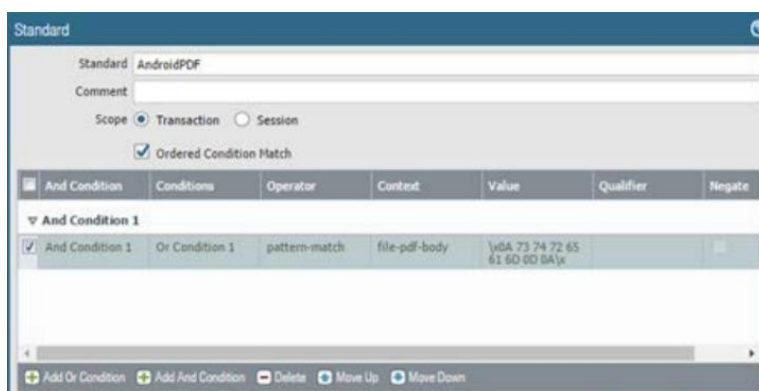 Standard
Standard AndroidPDF
Comment
Scope Transaction Session
Ordered Condition Match
And Condition Conditions Operator Context Value Qualifier Negate
And Condition 1
And Condition 1 Or Condition 1 pattern-match file-pdf-body \x0A 73 74 72 65
61 6D 0D 0A\x
Add Or Condition Add And Condition Delete Move Up Move Down